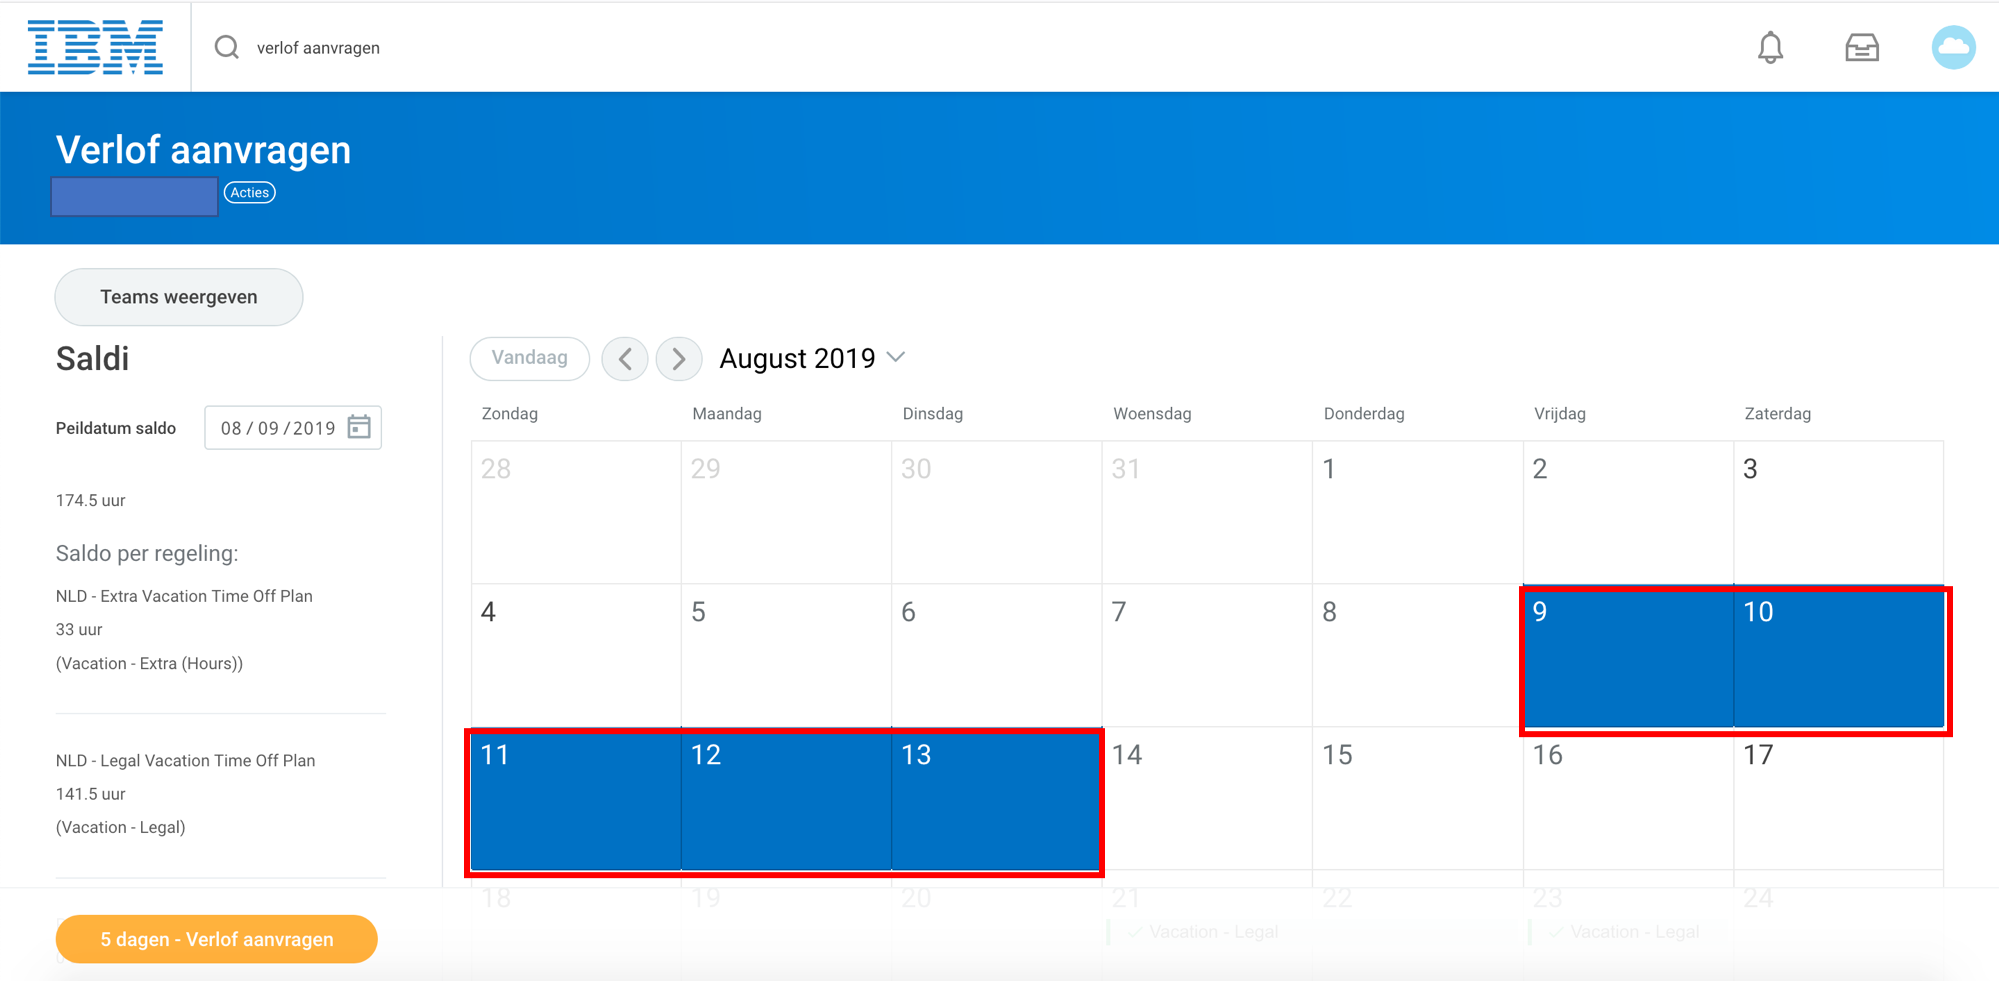 IBM
verlof aanvragen
Verlof aanvragen
Acties
Teams weergeven
Saldi
Peildatum saldo 08 / 09 / 2019
174.5 uur
Saldo per regeling:
NLD - Extra Vacation Time Off Plan
33 uur
(Vacation - Extra (Hours))
NLD - Legal Vacation Time Off Plan
141.5 uur
(Vacation - Legal)
5 dagen - Verlof aanvragen
Vandaag August 2019
Zondag Maandag Dinsdag Woensdag Donderdag Vrijdag Zaterdag
28 29 30 31 1 2 3
4 5 6 7 8 9 10
11 12 13 14 15 16 17
18 19 20 21 22 23 24
Vacation - Legal Vacation - Legal